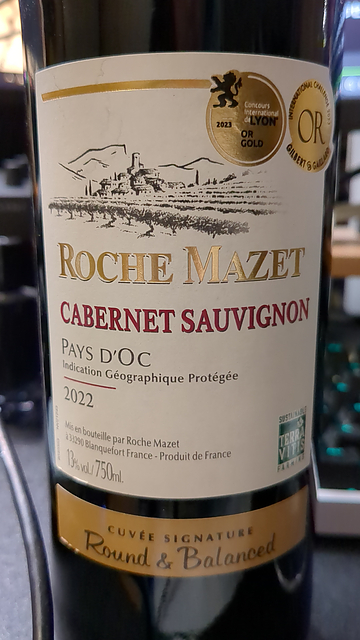 Concours
International
de LYON
2023
OR
GOLD
INTERNATIONAL CHALLENGE
OR
GILBERT & GAILLARD
ROCHE MAZET
CABERNET SAUVIGNON
PAYS D'OC
Indication Géographique Protégée
2022
Mis en bouteille par Roche Mazet
à 33290 Blanquefort France - Produit de France
13% vol./750ml.
TERRA
VITIS
FARMING
CUVÉE SIGNATURE
Round & Balanced